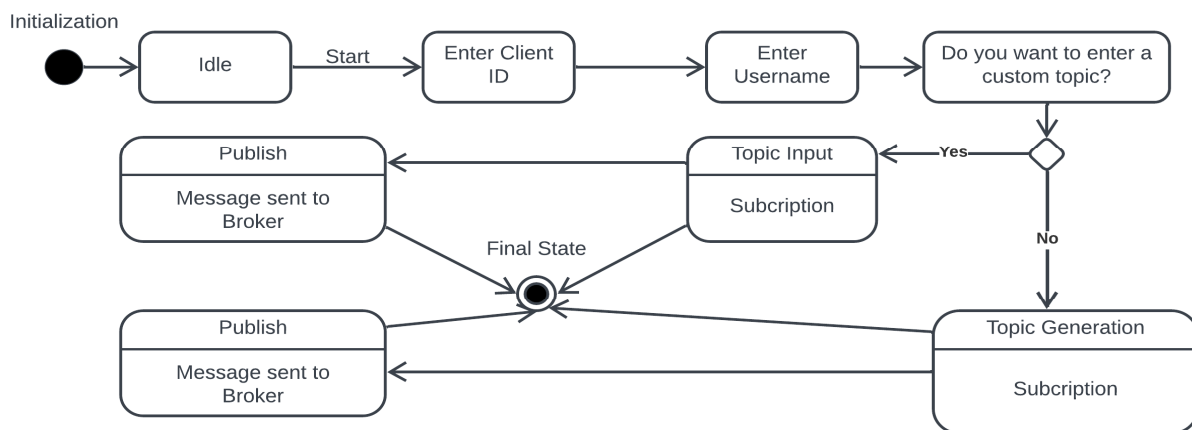 Initialization
Idle
Start
Enter Client
ID
Enter
Username
Do you want to enter a
custom topic?
Publish
Message sent to
Broker
Topic Input
Subcription
Yes
Final State
No
Publish
Message sent to
Broker
Topic Generation
Subcription